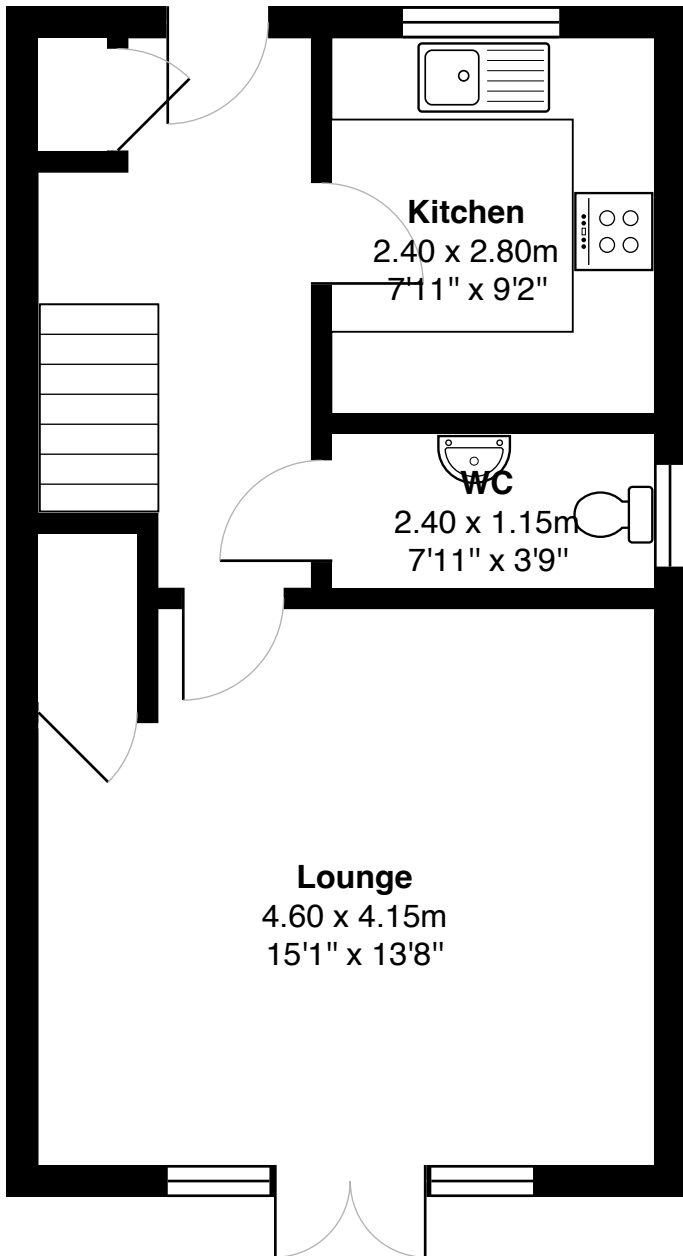 Kitchen
2.40 x 2.80m
7'11" x 9'2"
WC
2.40 x 1.15m
7'11" x 3'9"
Lounge
4.60 x 4.15m
15'1" x 13'8"